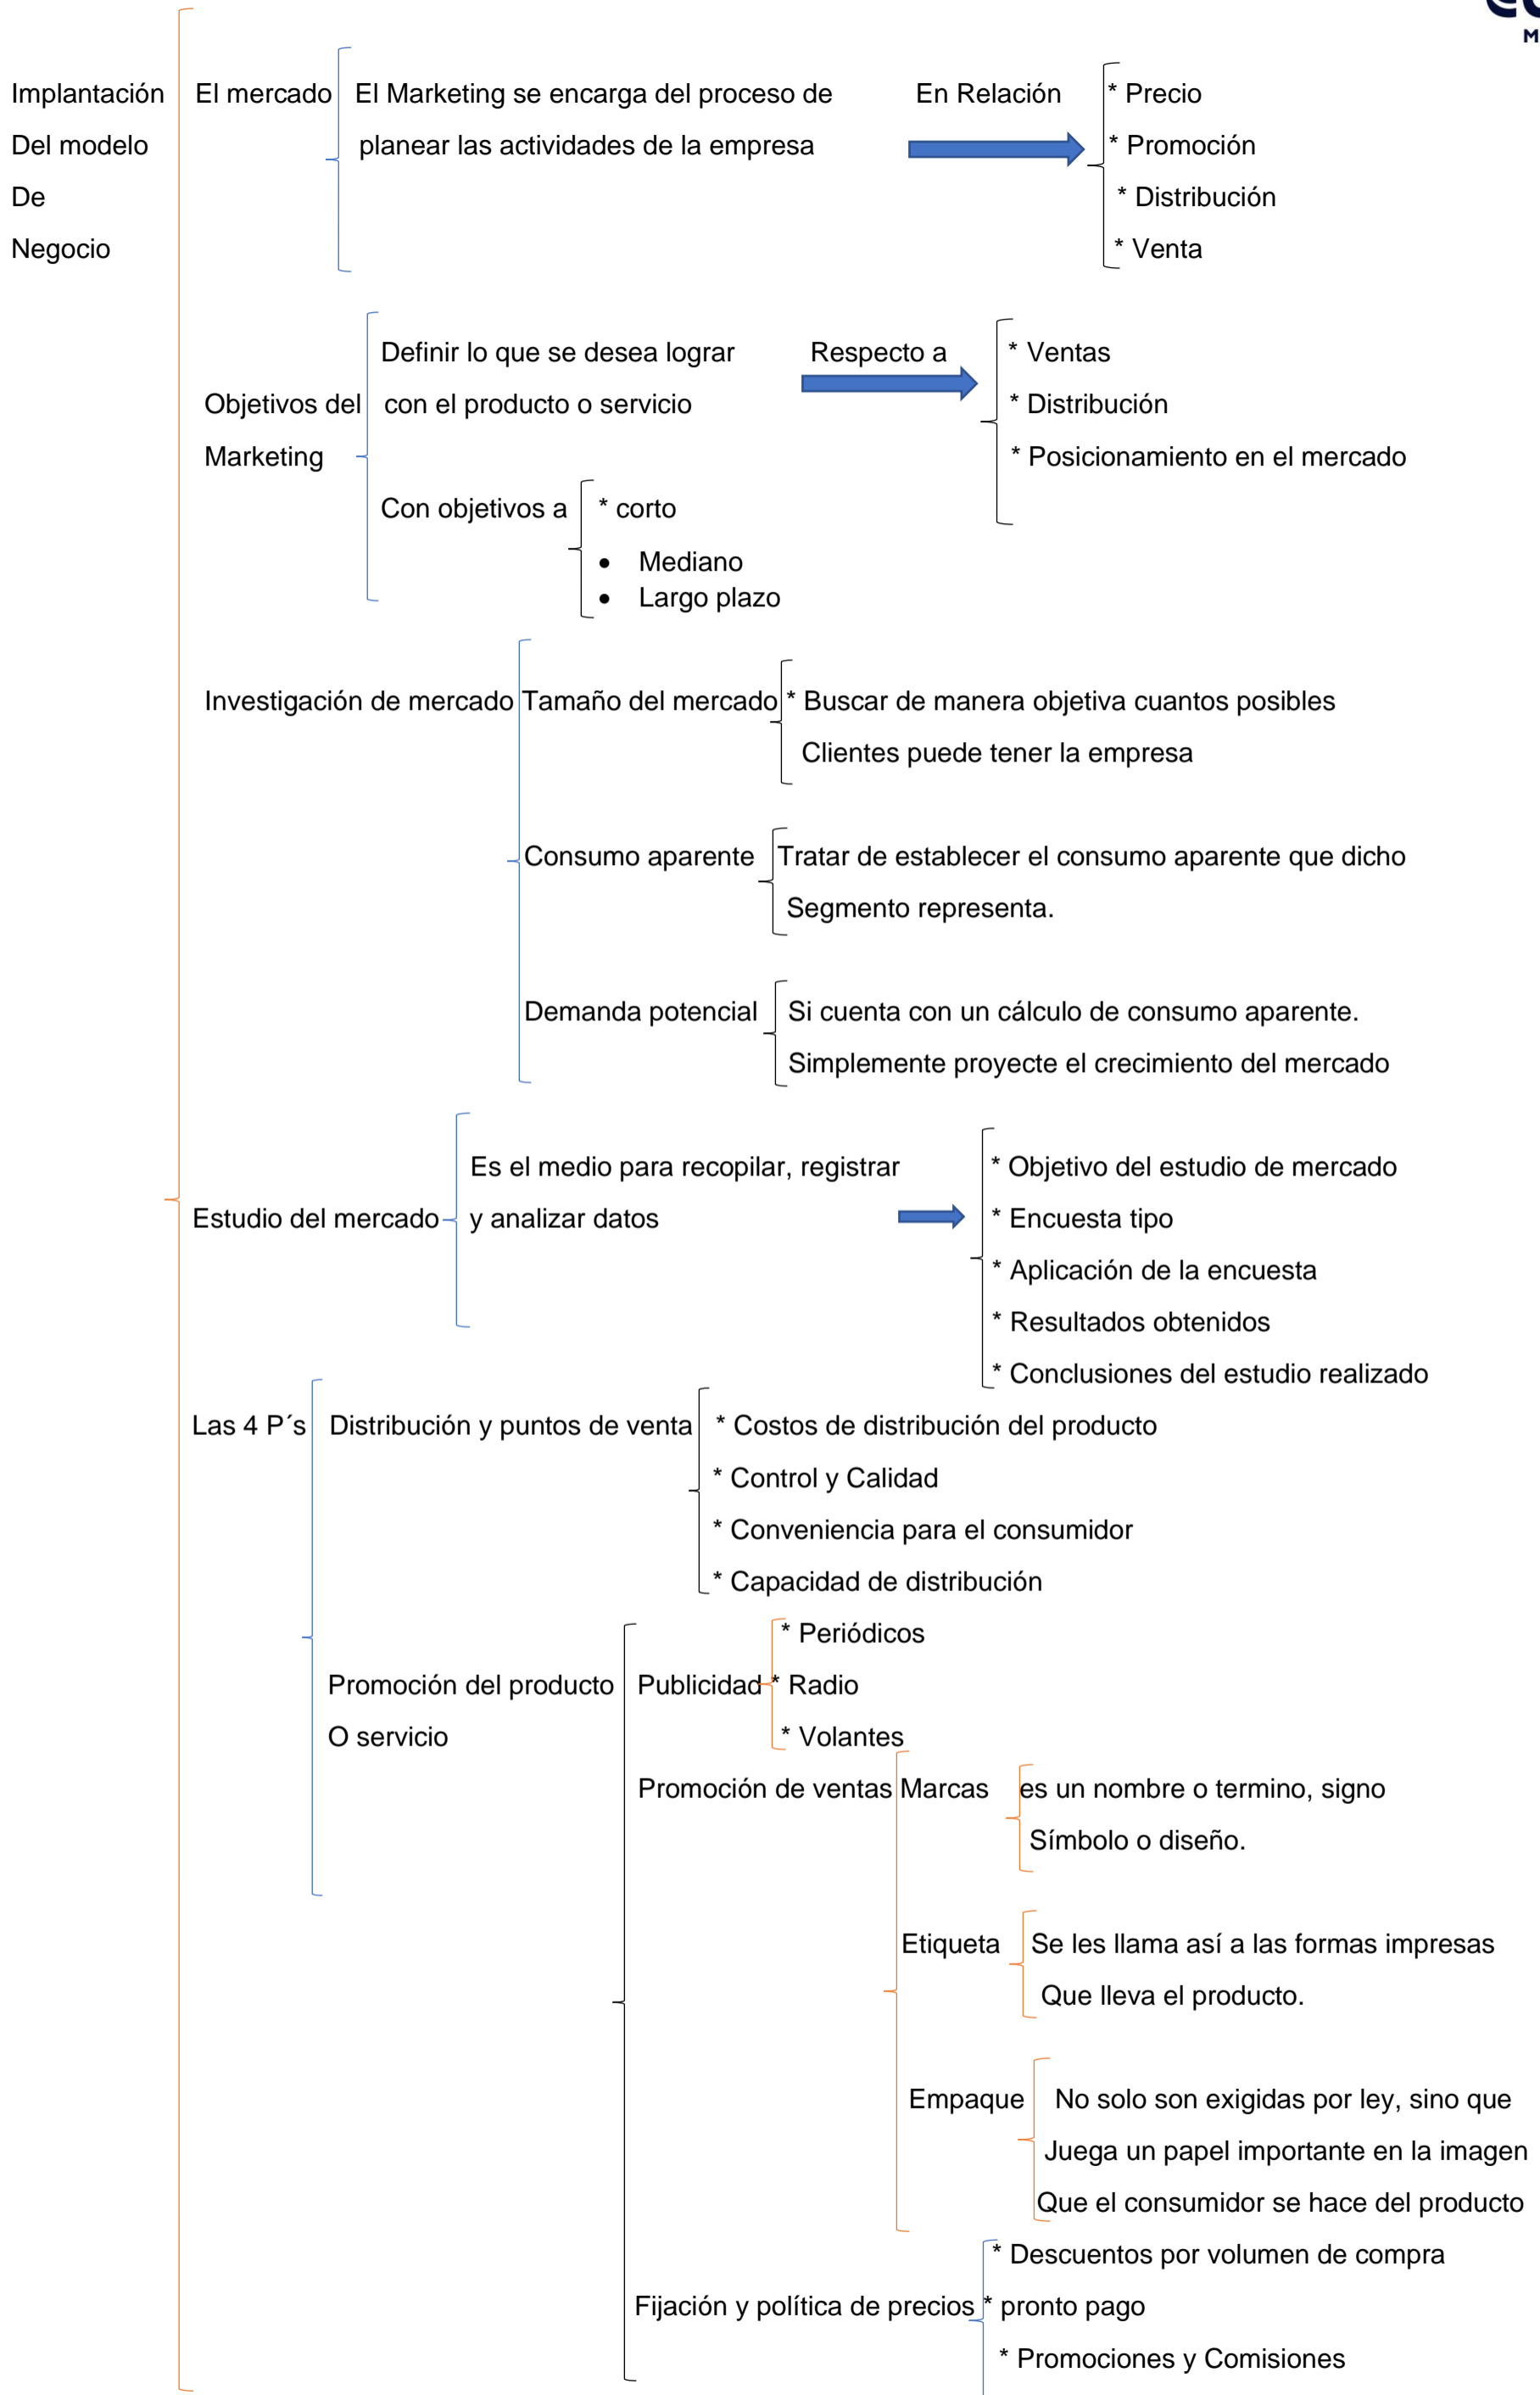 Implantación El mercado El Marketing se encarga del proceso de En Relación * Precio
Del modelo planear las actividades de la empresa * Promoción
De * Distribución
Negocio * Venta
Definir lo que se desea lograr Respecto a * Ventas
Objetivos del con el producto o servicio * Distribución
Marketing * Posicionamiento en el mercado
Con objetivos a * corto
• Mediano
• Largo plazo
Investigación de mercado Tamaño del mercado * Buscar de manera objetiva cuantos posibles
Clientes puede tener la empresa
Consumo aparente Tratar de establecer el consumo aparente que dicho
Segmento representa.
Demanda potencial Si cuenta con un cálculo de consumo aparente.
Simplemente proyecte el crecimiento del mercado
Es el medio para recopilar, registrar * Objetivo del estudio de mercado
Estudio del mercado y analizar datos * Encuesta tipo
* Aplicación de la encuesta
* Resultados obtenidos
* Conclusiones del estudio realizado
Las 4 P´s Distribución y puntos de venta * Costos de distribución del producto
* Control y Calidad
* Conveniencia para el consumidor
* Capacidad de distribución
* Periódicos
Promoción del producto Publicidad * Radio
O servicio * Volantes
Promoción de ventas Marcas es un nombre o termino, signo
Símbolo o diseño.
Etiqueta Se les llama así a las formas impresas
Que lleva el producto.
Empaque No solo son exigidas por ley, sino que
Juega un papel importante en la imagen
Que el consumidor se hace del producto
* Descuentos por volumen de compra
Fijación y política de precios * pronto pago
* Promociones y Comisiones